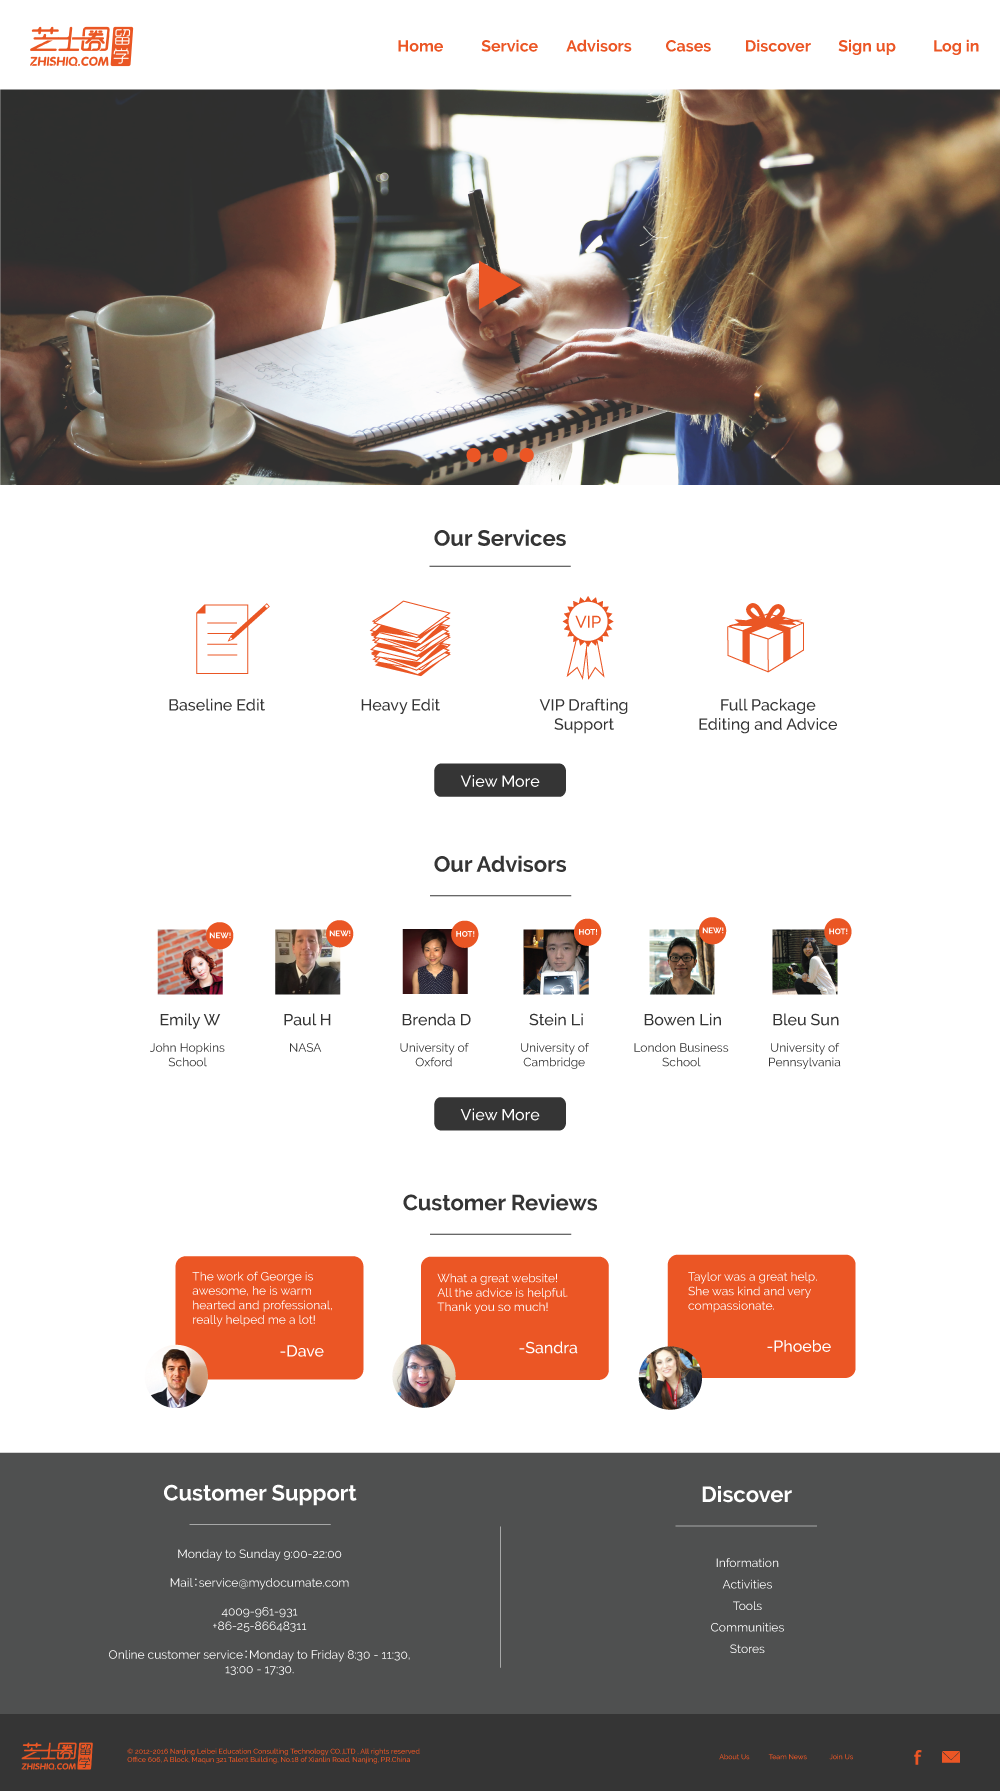 芝士圈留学
ZHISHIQ.COM
Home Service Advisors Cases Discover Sign up Log in
Our Services
VIP
Baseline Edit
Heavy Edit
VIP Drafting
Support
Full Package
Editing and Advice
View More
Our Advisors
NEW! NEW! HOT! HOT! NEW! HOT!
Emily W
John Hopkins
School
Paul H
NASA
Brenda D
University of
Oxford
Stein Li
University of
Cambridge
Bowen Lin
London Business
School
Bleu Sun
University of
Pennsylvania
View More
Customer Reviews
The work of George is
awesome, he is warm
hearted and professional,
really helped me a lot!
-Dave
What a great website!
All the advice is helpful.
Thank you so much!
-Sandra
Taylor was a great help.
She was kind and very
compassionate.
-Phoebe
Customer Support
Monday to Sunday 9:00-22:00
Mail：service@mydocumate.com
4009-961-931
+86-25-86648311
Online customer service：Monday to Friday 8:30 - 11:30,
13:00 - 17:30.
Discover
Information
Activities
Tools
Communities
Stores
芝士圈留学
ZHISHIQ.COM
© 2012-2016 Nanjing Leibei Education Consulting Technology CO.,LTD . All rights reserved
Office 606, A Block, Maqun 321 Talent Building, No.18 of Xianlin Road, Nanjing, P.R.China
About Us Team News Join Us